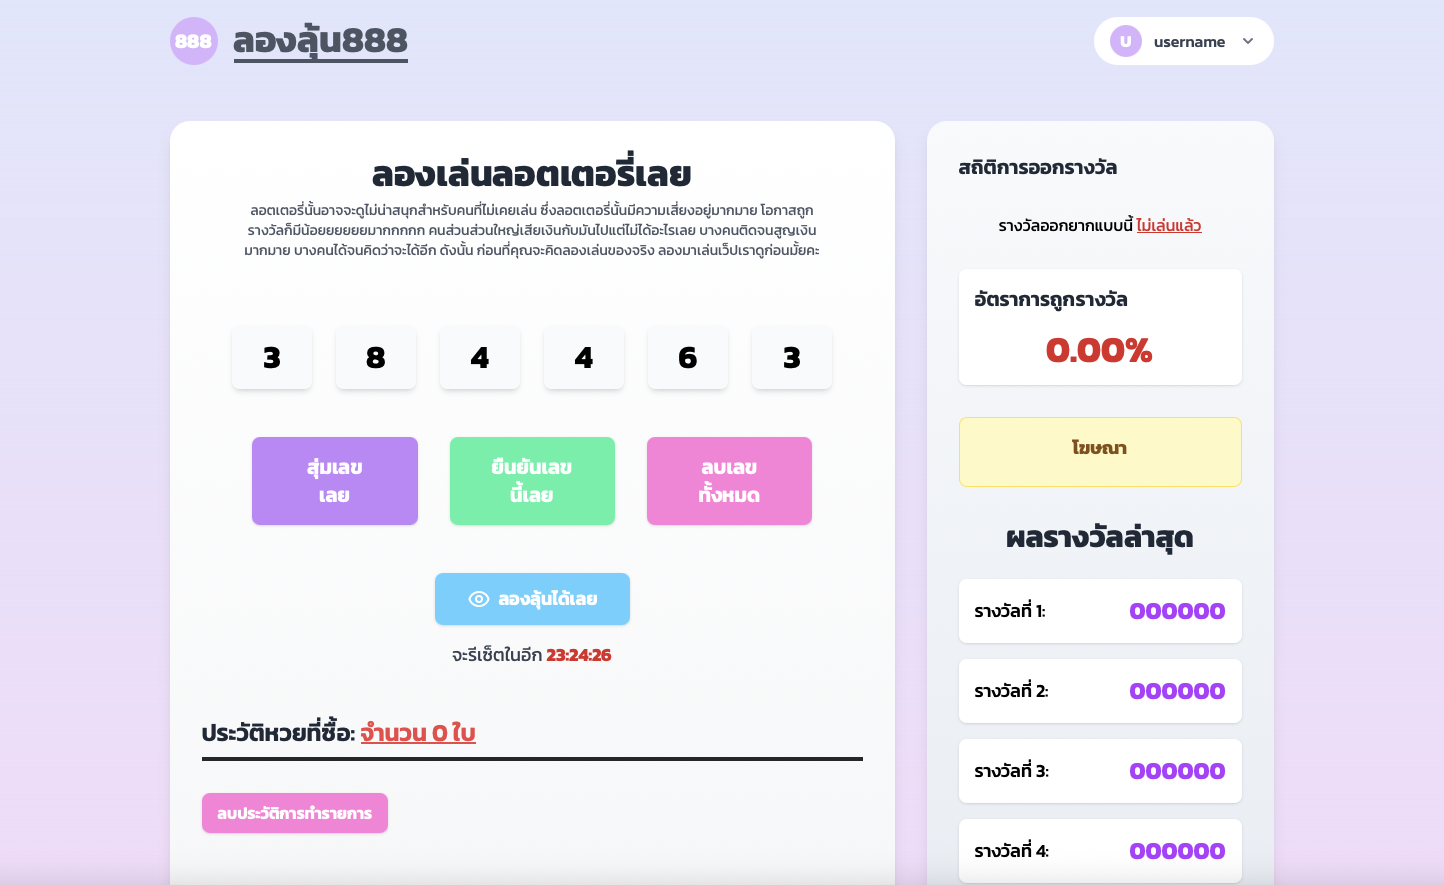 888 ลองลุ้น888
U username
ลองเล่นลอตเตอรี่เลย
ลอตเตอรี่นั้นอาจจะดูไม่น่าสนุกสำหรับคนที่ไม่เคยเล่น ซึ่งลอตเตอรี่นั้นมีความเสี่ยงอยู่มากมาย โอกาสถูก
รางวัลก็มีน้อยยยยยยมากกกกก คนส่วนส่วนใหญ่เสียเงินกับมันไปแต่ไม่ได้อะไรเลย บางคนติดจนสูญเงิน
มากมาย บางคนได้จนคิดว่าจะได้อีก ดังนั้น ก่อนที่คุณจะคิดลองเล่นของจริง ลองมาเล่นเว็ปเราดูก่อนมั้ยคะ
3 8 4 4 6 3
สุ่มเลข
เลย
ยืนยันเลข
นี้เลย
ลบเลข
ทั้งหมด
ลองลุ้นได้เลย
จะรีเซ็ตในอีก 23:24:26
ประวัติหวยที่ซื้อ: จำนวน 0 ใบ
ลบประวัติการทำรายการ
สถิติการออกรางวัล
รางวัลออกยากแบบนี้ ไม่เล่นแล้ว
อัตราการถูกรางวัล
0.00%
โฆษณา
ผลรางวัลล่าสุด
รางวัลที่ 1: 000000
รางวัลที่ 2: 000000
รางวัลที่ 3: 000000
รางวัลที่ 4: 000000